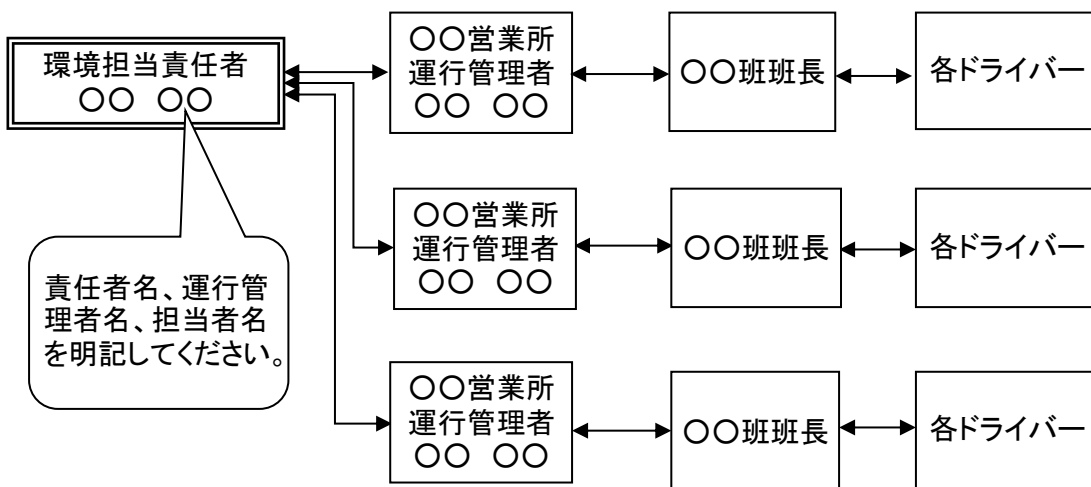 環境担当責任者
〇〇 〇〇
責任者名、運行管
理者名、担当者名
を明記してください。
〇〇営業所
運行管理者
〇〇 〇〇
〇〇班班長
各ドライバー
〇〇営業所
運行管理者
〇〇 〇〇
〇〇班班長
各ドライバー
〇〇営業所
運行管理者
〇〇 〇〇
〇〇班班長
各ドライバー